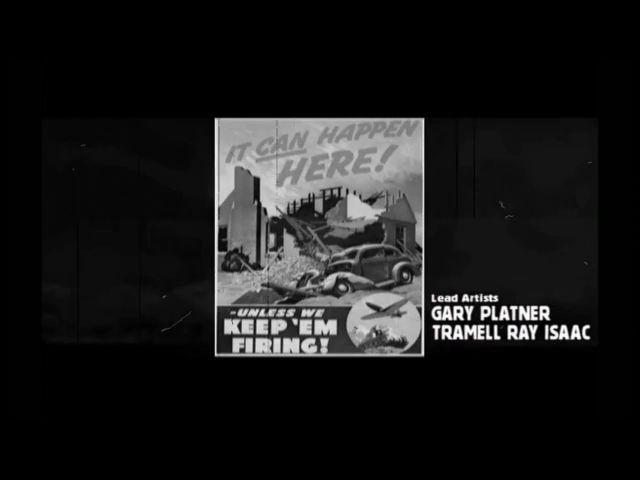 IT CAN HAPPEN
HERE!
-UNLESS WE
KEEP 'EM
FIRING!
Lead Artists
GARY PLATNER
TRAMELL RAY ISAAC